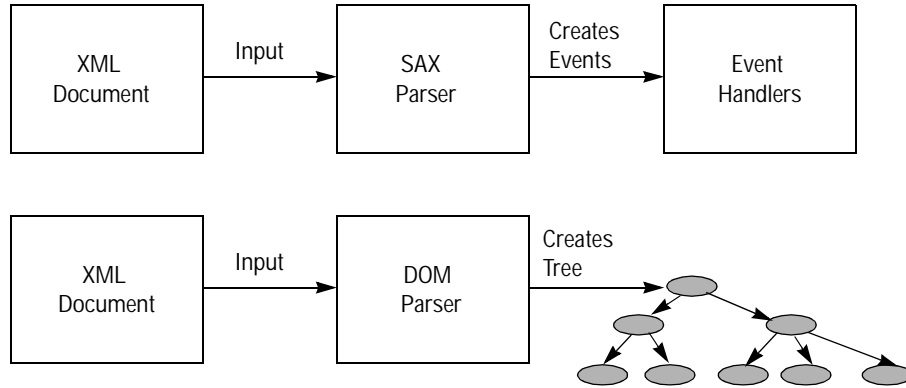 XML
Document
Input
SAX
Parser
Creates
Events
Event
Handlers
XML
Document
Input
DOM
Parser
Creates
Tree